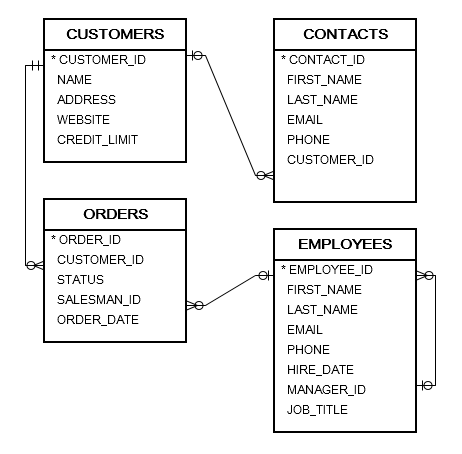 CUSTOMERS
* CUSTOMER_ID
NAME
ADDRESS
WEBSITE
CREDIT_LIMIT
CONTACTS
* CONTACT_ID
FIRST_NAME
LAST_NAME
EMAIL
PHONE
CUSTOMER_ID
ORDERS
* ORDER_ID
CUSTOMER_ID
STATUS
SALESMAN_ID
ORDER_DATE
EMPLOYEES
* EMPLOYEE_ID
FIRST_NAME
LAST_NAME
EMAIL
PHONE
HIRE_DATE
MANAGER_ID
JOB_TITLE